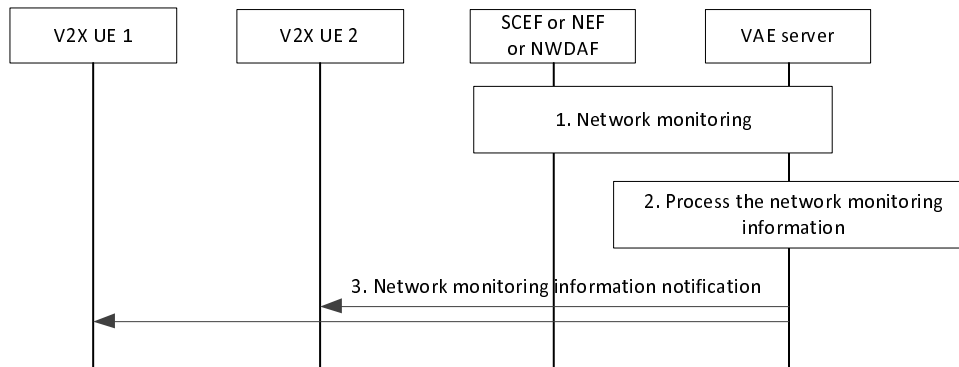 V2X UE 1
V2X UE 2
SCEF or NEF
or NWDAF
VAE server
1. Network monitoring
2. Process the network monitoring
information
3. Network monitoring information notification